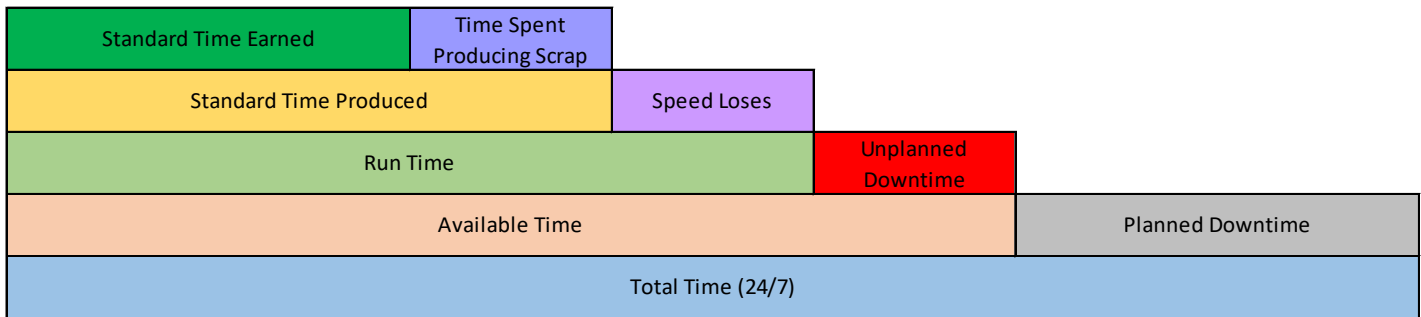 Standard Time Earned
Time Spent
Producing Scrap
Standard Time Produced
Speed Loses
Run Time
Unplanned
Downtime
Available Time
Planned Downtime
Total Time (24/7)